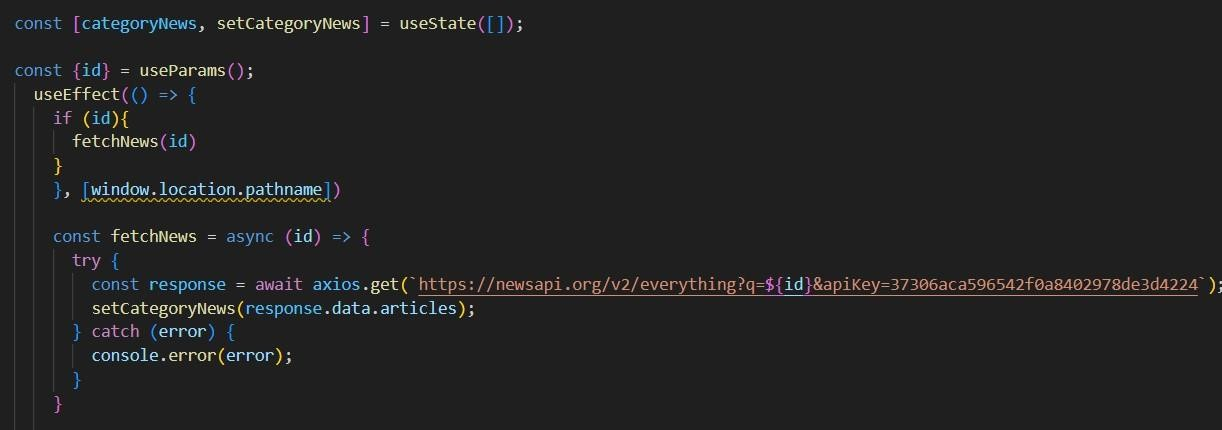 const [categoryNews, setCategoryNews] = useState([]);
const {id} = useParams();
useEffect(() => {
if (id){
fetchNews(id)
}
}, [window.location.pathname])
const fetchNews = async (id) => {
try {
const response = await axios.get(`https://newsapi.org/v2/everything?q=${id}&apiKey=37306aca596542f0a8402978de3d4224`);
setCategoryNews(response.data.articles);
} catch (error) {
console.error(error);
}
}